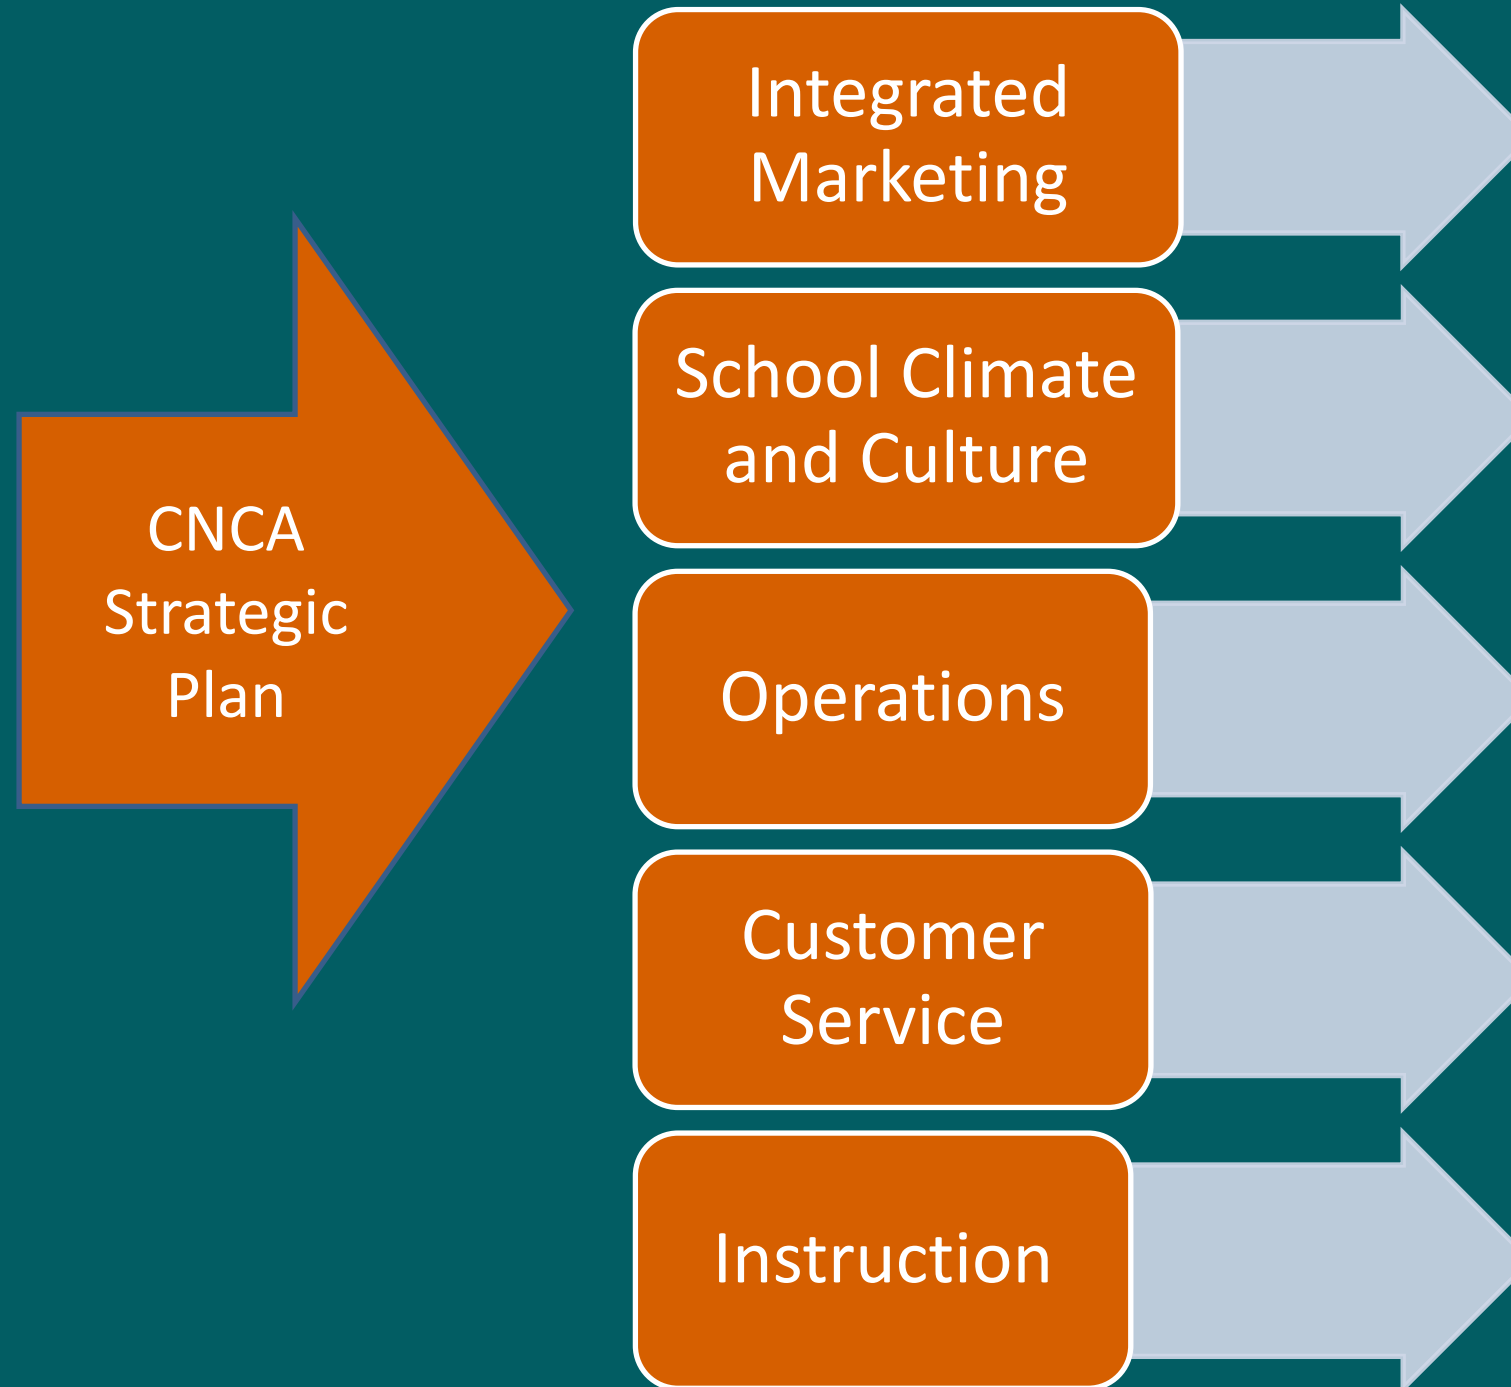 CNCA
Strategic
Plan
Integrated
Marketing
School Climate
and Culture
Operations
Customer
Service
Instruction